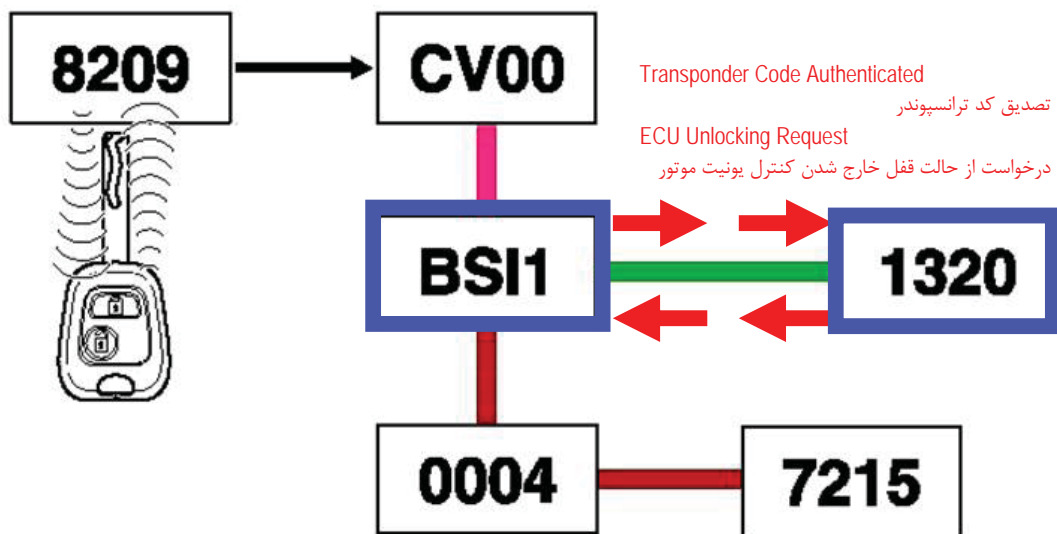 8209
CV00
Transponder Code Authenticated
تصدیق کد ترانسپوندر
ECU Unlocking Request
درخواست از حالت قفل خارج شدن کنترل یونیت موتور
BSI1
1320
0004
7215